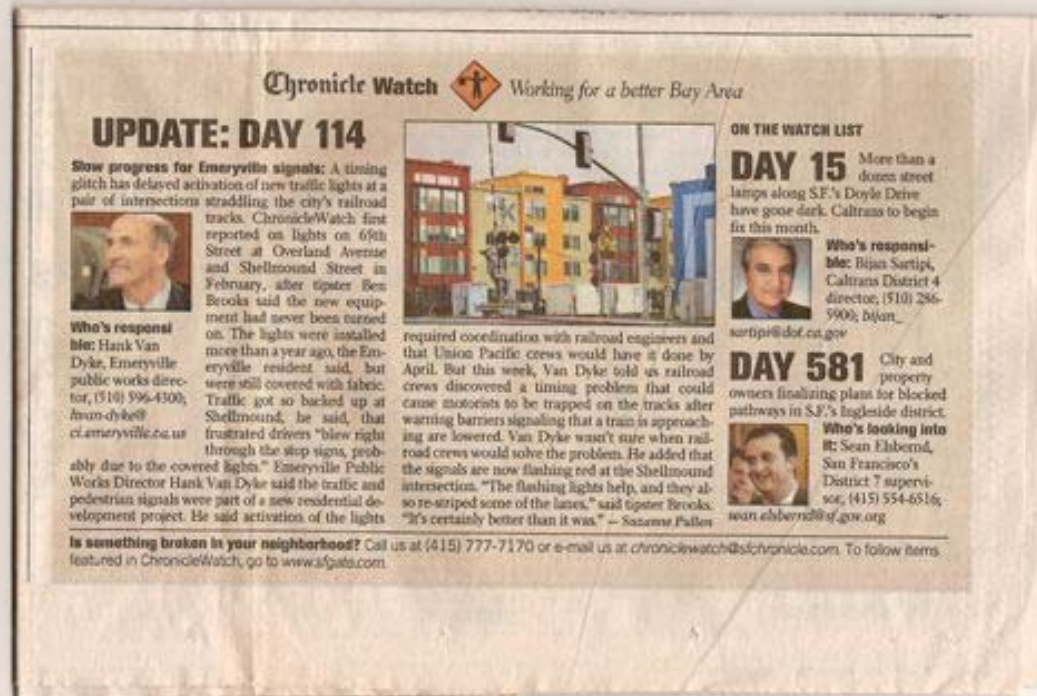 Chronicle Watch Working for a better Bay Area
UPDATE: DAY 114
Slow progress for Emeryville signals: A timing
glitch has delayed activation of new traffic lights at a
pair of intersections straddling the city's railroad
tracks. ChronicleWatch first
reported on lights on 65th
Street at Overland Avenue
and Shellmound Street in
February, after tipster Ben
Brooks said the new equip-
ment had never been turned
on. The lights were installed
more than a year ago, the Em-
eryville resident said, but
were still covered with fabric.
Traffic got so backed up at
Shellmound, he said, that
frustrated drivers "blew right
through the stop signs, prob-
ably due to the covered lights." Emeryville Public
Works Director Hank Van Dyke said the traffic and
pedestrian signals were part of a new residential de-
velopment project. He said activation of the lights
Who's responsi
ble: Hank Van
Dyke, Emeryville
public works direc-
tor, (510) 596-4300;
hvan-dyke@
ci.emeryville.ca.us
required coordination with railroad engineers and
that Union Pacific crews would have it done by
April. But this week, Van Dyke told us railroad
crews discovered a timing problem that could
cause motorists to be trapped on the tracks after
warning barriers signaling that a train is approach-
ing are lowered. Van Dyke wasn't sure when rail-
road crews would solve the problem. He added that
the signals are now flashing red at the Shellmound
intersection. "The flashing lights help, and they al-
so re-striped some of the lanes," said tipster Brooks.
"It's certainly better than it was." — Suzanne Pullen
ON THE WATCH LIST
DAY 15 More than a
dozen street
lamps along S.F.'s Doyle Drive
have gone dark. Caltrans to begin
fix this month.
Who's responsi-
ble: Bijan Sartipi,
Caltrans District 4
director; (510) 286-
5900; bijan_
sartipi@dot.ca.gov
DAY 581 City and
property
owners finalizing plans for blocked
pathways in S.F.'s Ingleside district.
Who's looking into
it: Sean Elsbernd,
San Francisco's
District 7 supervi-
sor, (415) 554-6516;
sean.elsbernd@sf.gov.org
Is something broken in your neighborhood? Call us at (415) 777-7170 or e-mail us at chroniclewatch@sfchronicle.com. To follow items
featured in ChronicleWatch, go to www.sfgate.com.